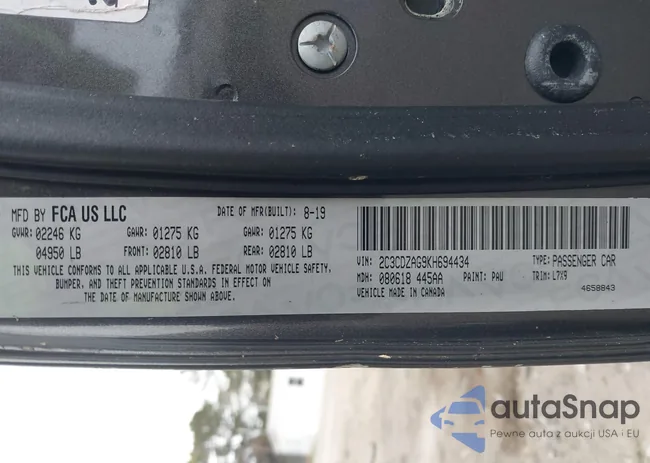 MFD BY FCA US LLC DATE OF MFR(BUILT): 8-19
GVWR: 02246 KG GAWR: 01275 KG GAWR: 01275 KG
04950 LB FRONT: 02810 LB REAR: 02810 LB
THIS VEHICLE CONFORMS TO ALL APPLICABLE U.S.A. FEDERAL MOTOR VEHICLE SAFETY,
BUMPER, AND THEFT PREVENTION STANDARDS IN EFFECT ON
THE DATE OF MANUFACTURE SHOWN ABOVE.
VIN: 2C3CDZAG9KH694434 TYPE: PASSENGER CAR
MDH: 080618 445AA PAINT: PAU TRIM: L7X9
VEHICLE MADE IN CANADA 4658843
autaSnap
Pewne auta z aukcji USA i EU